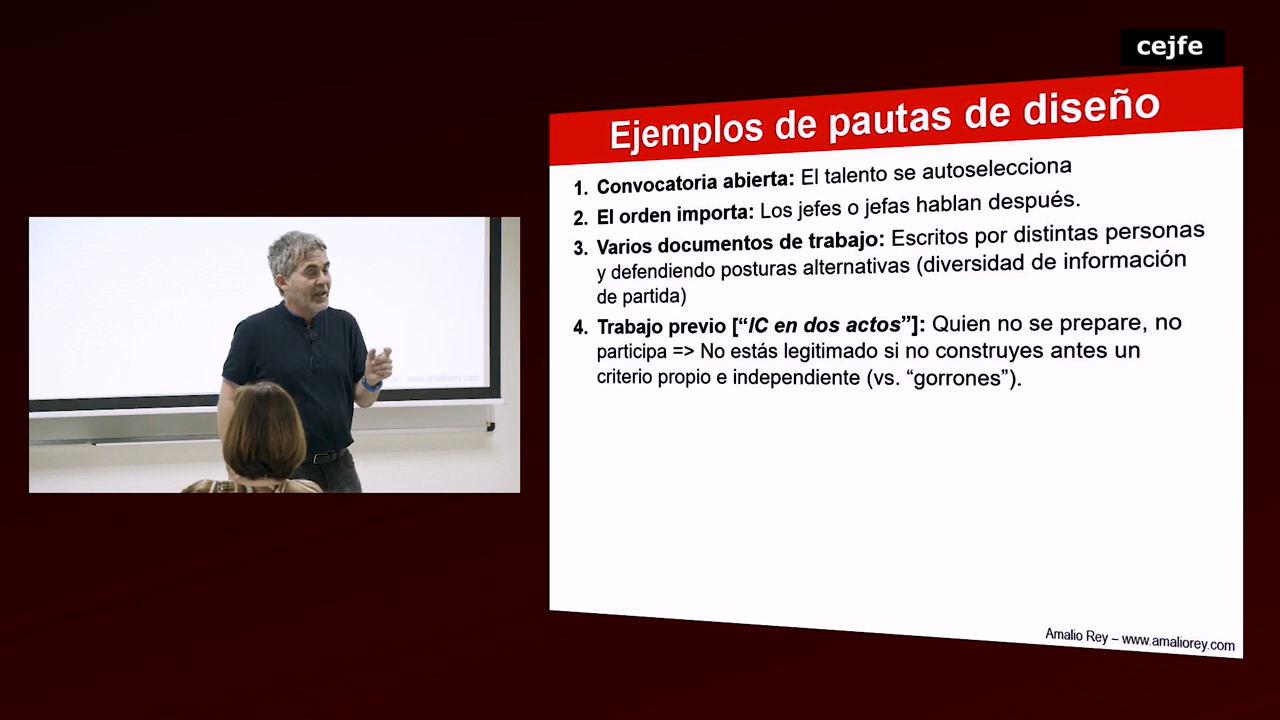 cejfe
Ejemplos de pautas de diseño
1. Convocatoria abierta: El talento se autoselecciona
2. El orden importa: Los jefes o jefas hablan después.
3. Varios documentos de trabajo: Escritos por distintas personas
y defendiendo posturas alternativas (diversidad de información
de partida)
4. Trabajo previo [“IC en dos actos”]: Quien no se prepare, no
participa => No estás legitimado si no construyes antes un
criterio propio e independiente (vs. “gorrones”).
Amalio Rey – www.amaliorey.com
www.amaliorey.com